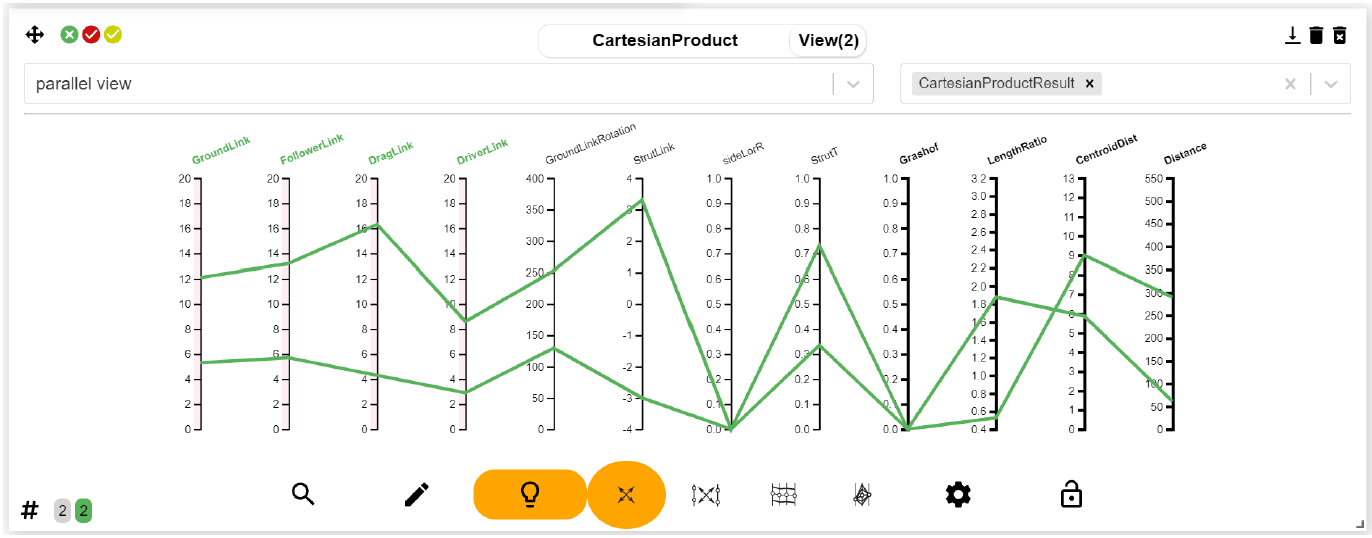 CartesianProduct View(2)
parallel view CartesianProductResult ×
GroundLink FollowerLink DragLink DriverLink GroundLinkRotation StrutLink sideLorR StrutT Grashof LengthRatio CentroidDist Distance
20 20 20 20 400 4 1.0 1.0 1.0 3.2 13 550
18 18 18 18 350 3 0.9 0.9 0.9 3.0 12 500
16 16 16 16 300 2 0.8 0.8 0.8 2.8 11 450
14 14 14 14 250 1 0.7 0.7 0.7 2.6 10 400
12 12 12 12 200 0 0.6 0.6 0.6 2.4 9 350
10 10 10 10 150 -1 0.5 0.5 0.5 2.2 8 300
8 8 8 8 100 -2 0.4 0.4 0.4 2.0 7 250
6 6 6 6 50 -3 0.3 0.3 0.3 1.8 6 200
4 4 4 4 0 -4 0.2 0.2 0.2 1.6 5 150
2 2 2 2 0.1 0.1 0.1 1.4 4 100
0 0 0 0 0.0 0.0 0.0 1.2 3 50
1.0 2 0
0.8 1
0.6 0
0.4
# 2 2